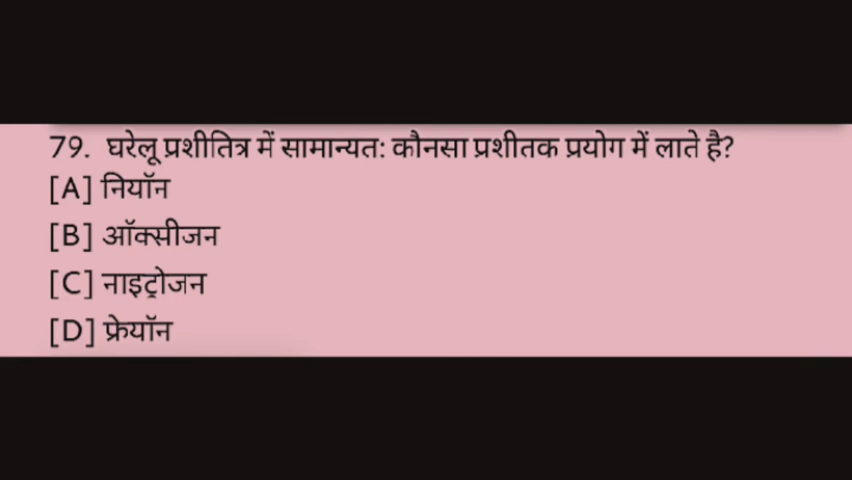 79. घरेलू प्रशीतित्र में सामान्यत: कौनसा प्रशीतक प्रयोग में लाते है?
[A] नियॉन
[B] ऑक्सीजन
[C] नाइट्रोजन
[D] फ्रेयॉन